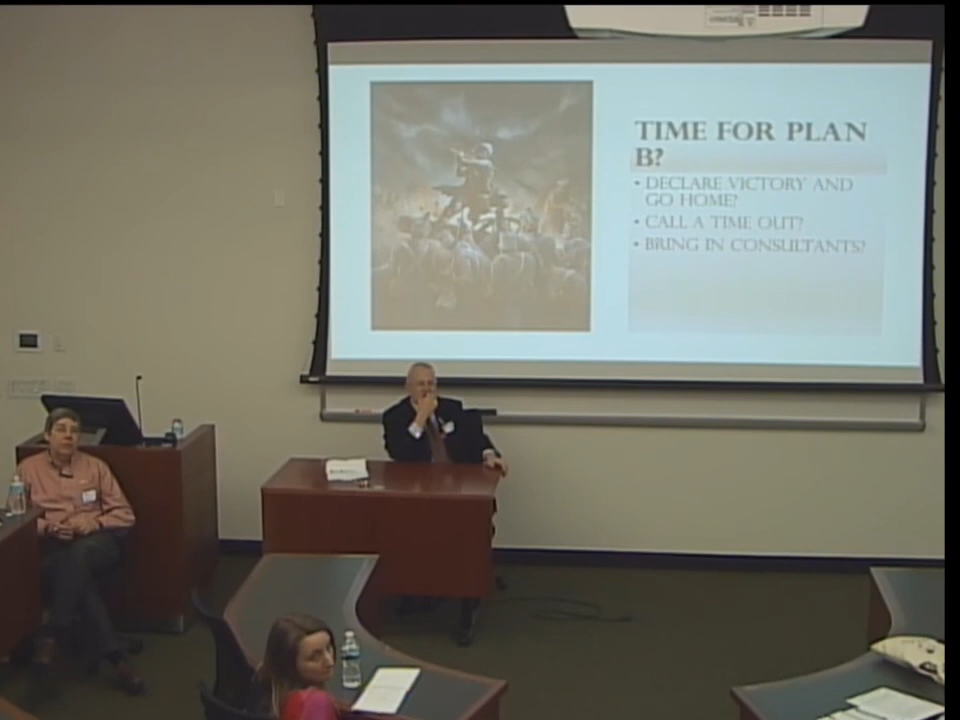 TIME FOR PLAN
B?
• DECLARE VICTORY AND
GO HOME?
• CALL A TIME OUT?
• BRING IN CONSULTANTS?